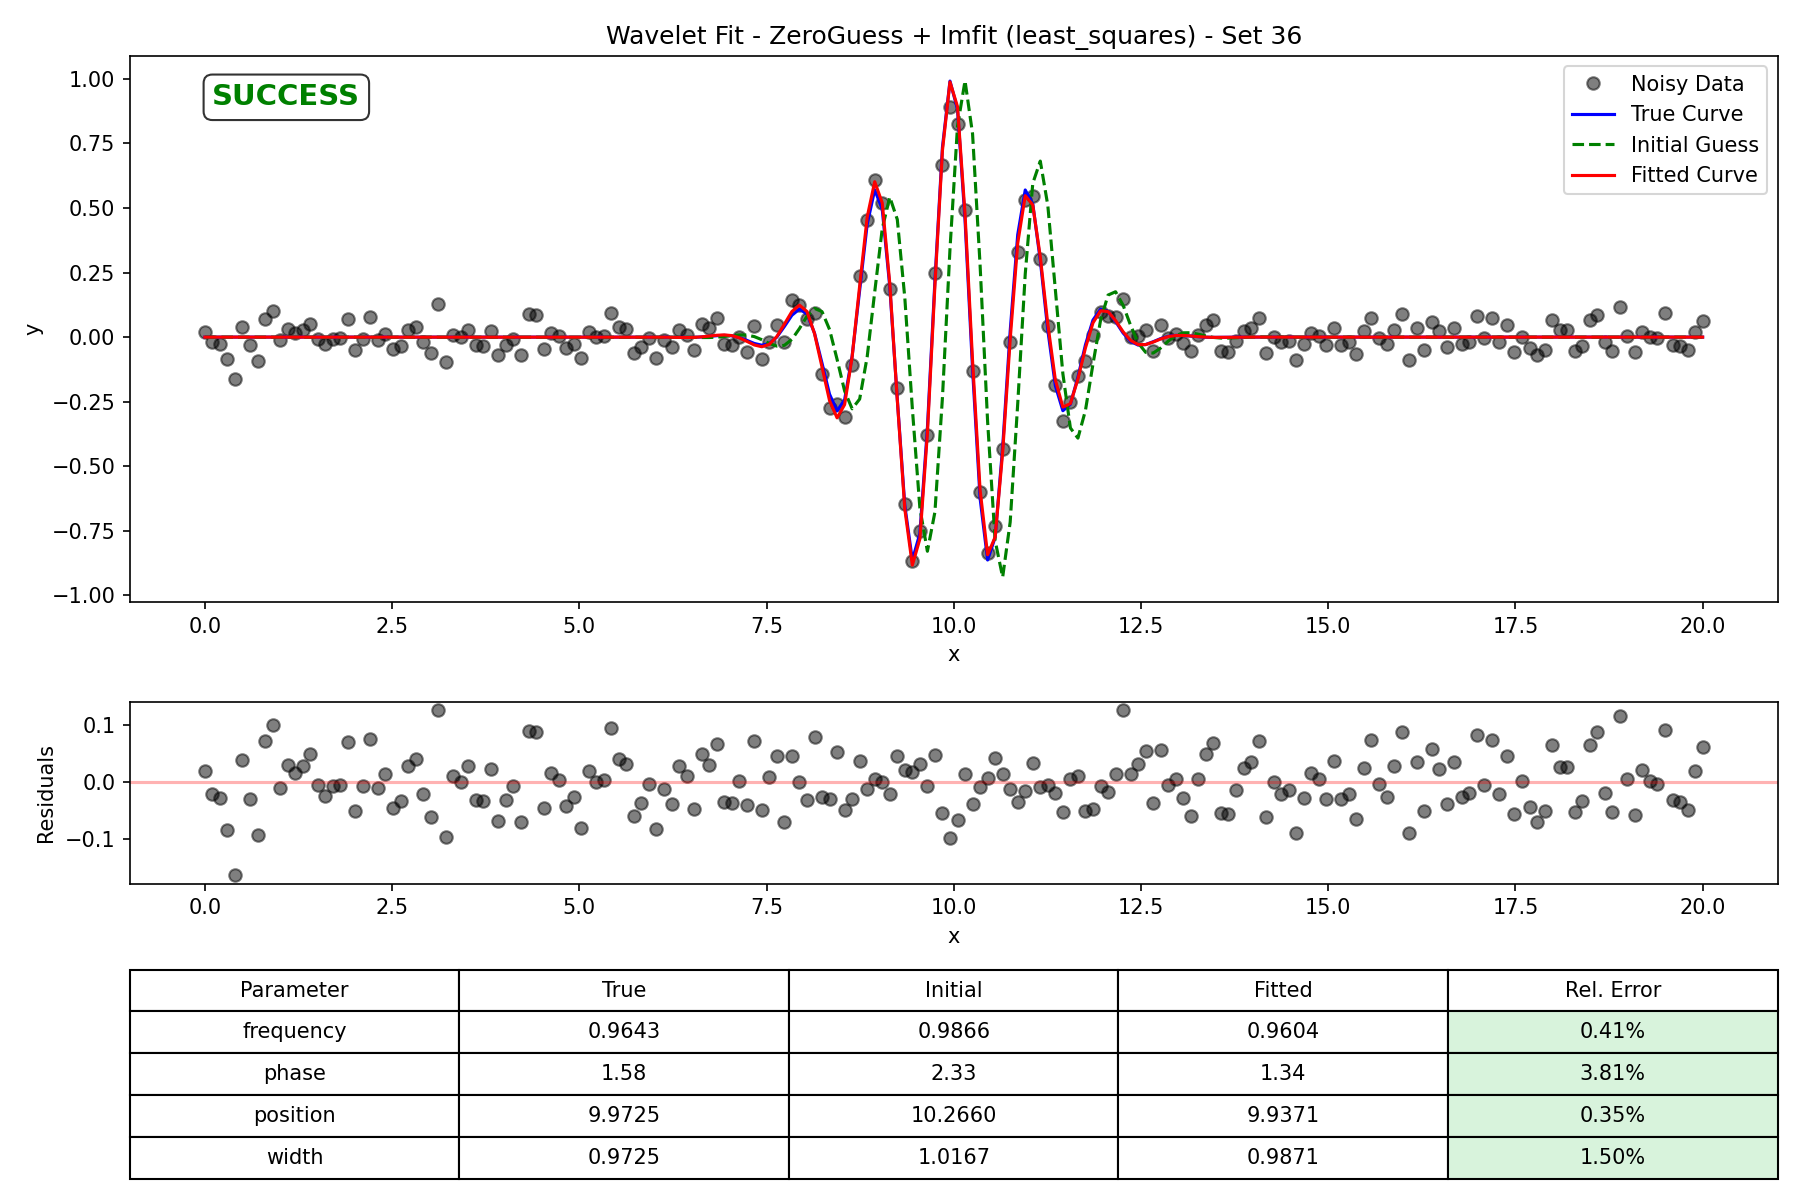 Wavelet Fit - ZeroGuess + lmfit (least_squares) - Set 36
SUCCESS
Noisy Data
True Curve
Initial Guess
Fitted Curve
1.00
0.75
0.50
0.25
0.00
−0.25
−0.50
−0.75
−1.00
y
0.0 2.5 5.0 7.5 10.0 12.5 15.0 17.5 20.0
x
0.1
0.0
−0.1
Residuals
0.0 2.5 5.0 7.5 10.0 12.5 15.0 17.5 20.0
x
Parameter True Initial Fitted Rel. Error
frequency 0.9643 0.9866 0.9604 0.41%
phase 1.58 2.33 1.34 3.81%
position 9.9725 10.2660 9.9371 0.35%
width 0.9725 1.0167 0.9871 1.50%